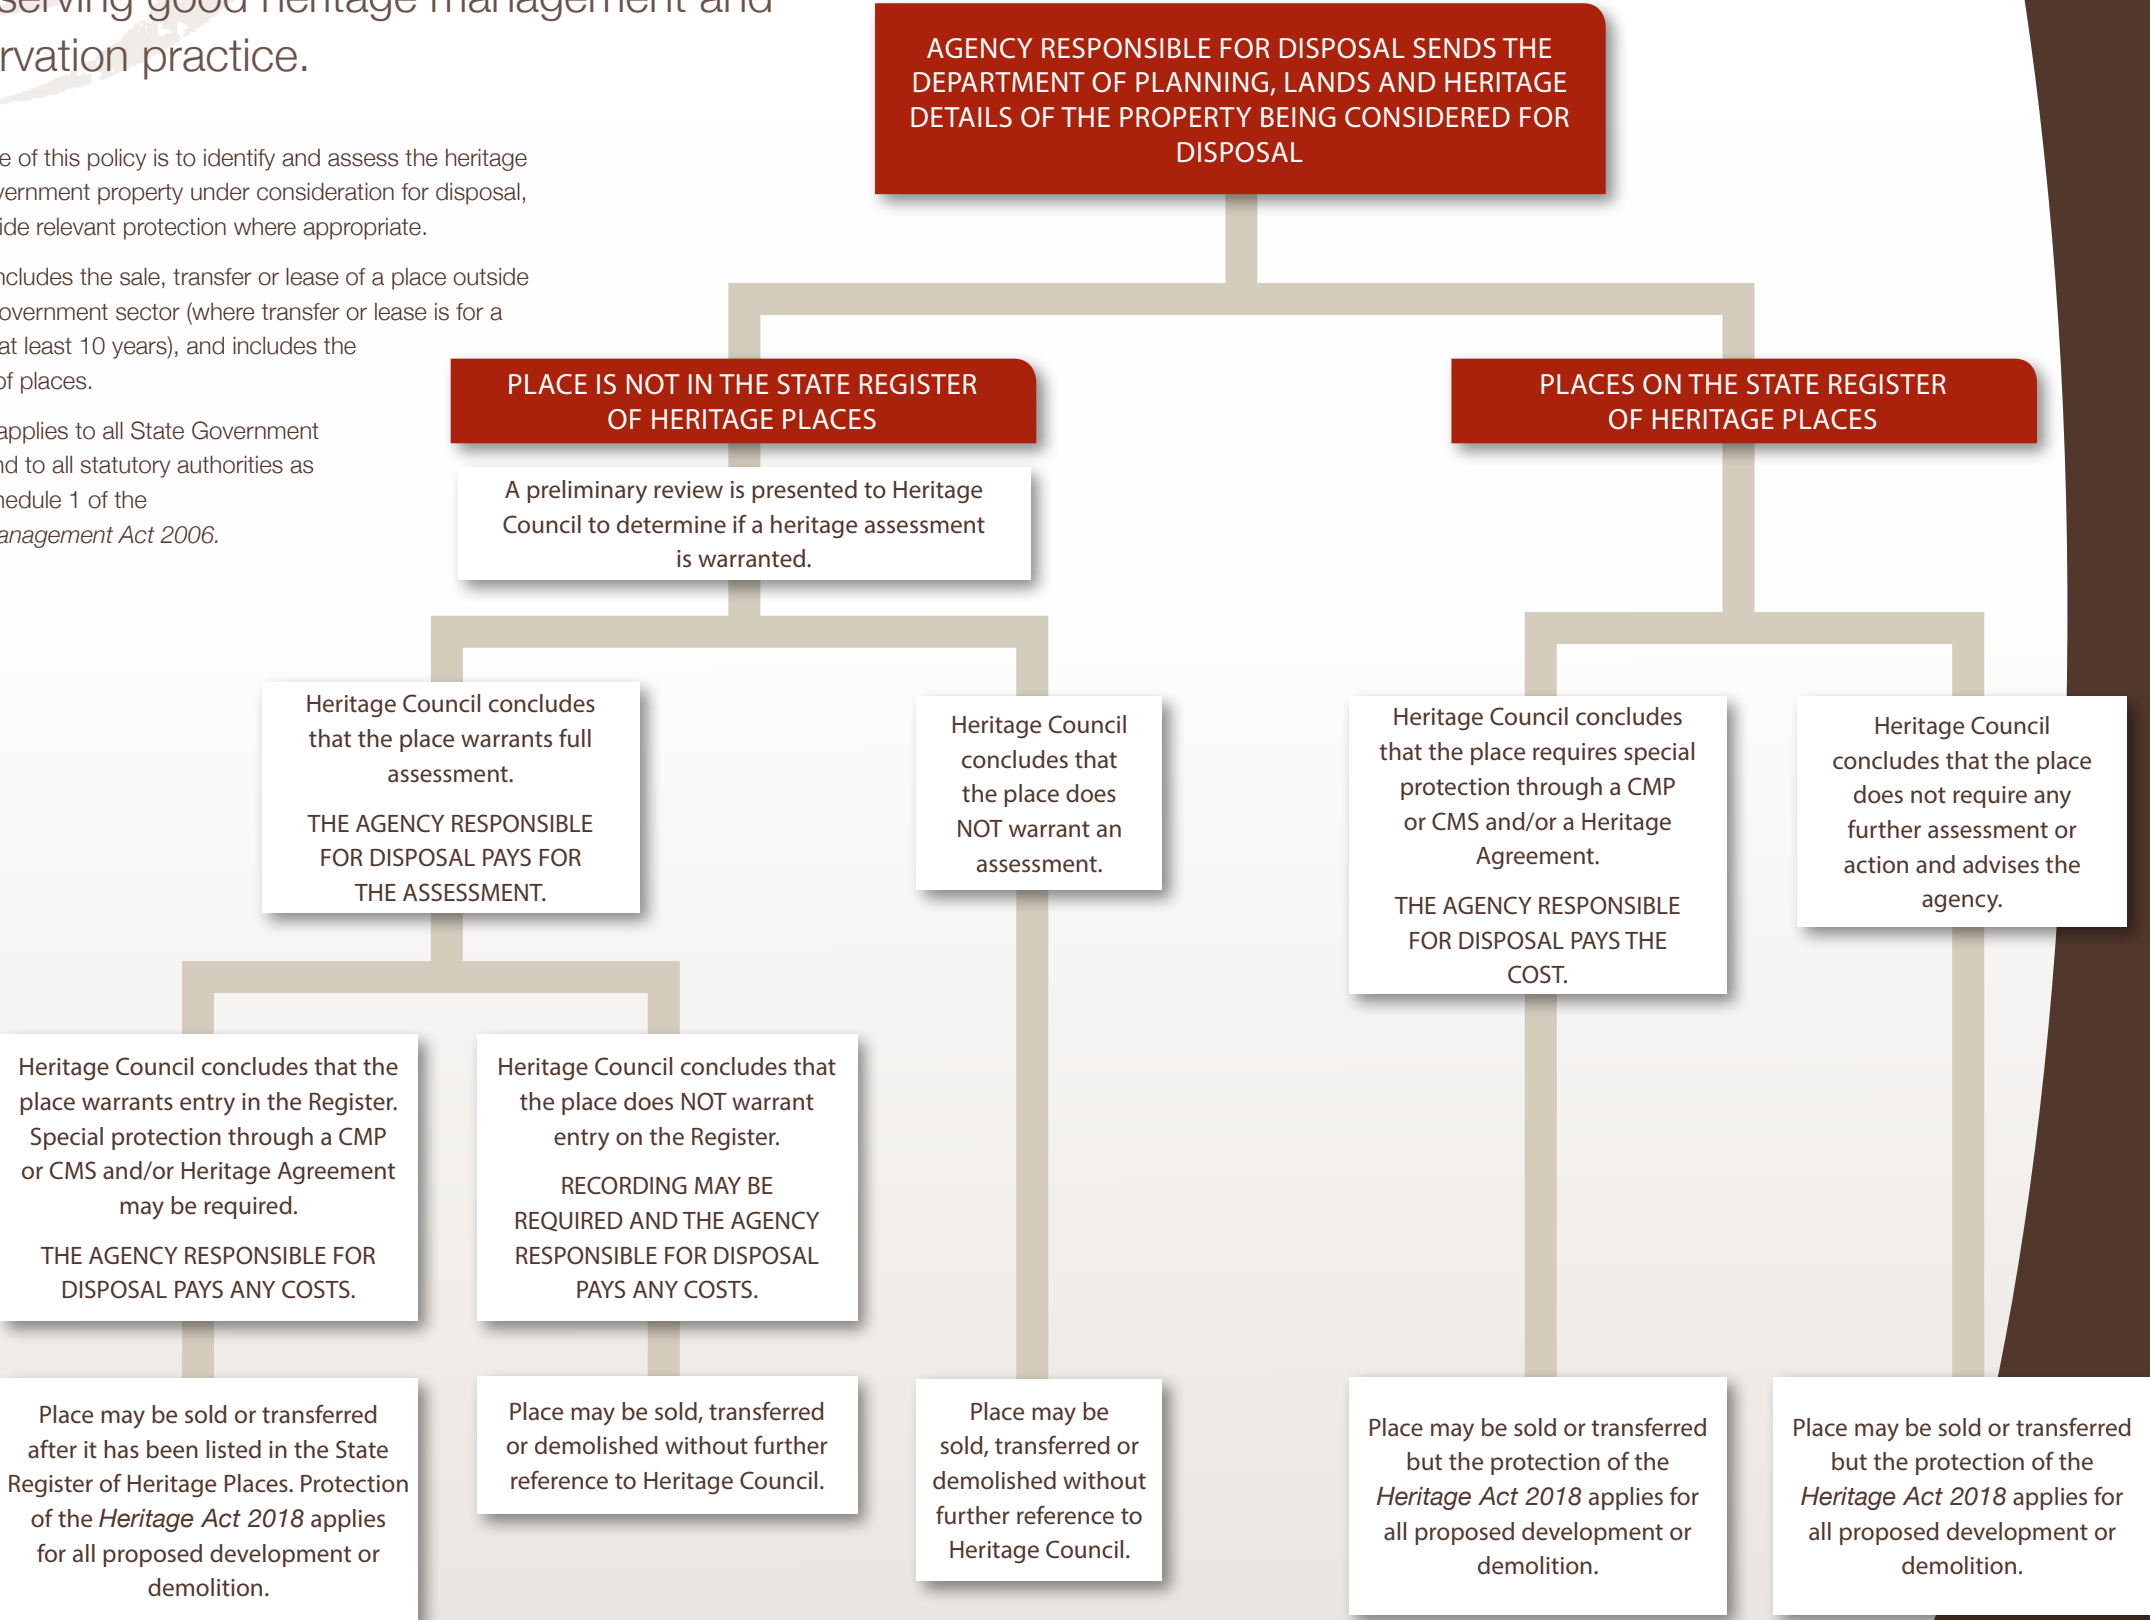 serving good heritage management and
rvation practice.
e of this policy is to identify and assess the heritage
vernment property under consideration for disposal,
ide relevant protection where appropriate.
ncludes the sale, transfer or lease of a place outside
overnment sector (where transfer or lease is for a
at least 10 years), and includes the
of places.
applies to all State Government
nd to all statutory authorities as
hedule 1 of the
anagement Act 2006.
AGENCY RESPONSIBLE FOR DISPOSAL SENDS THE
DEPARTMENT OF PLANNING, LANDS AND HERITAGE
DETAILS OF THE PROPERTY BEING CONSIDERED FOR
DISPOSAL
PLACE IS NOT IN THE STATE REGISTER
OF HERITAGE PLACES
PLACES ON THE STATE REGISTER
OF HERITAGE PLACES
A preliminary review is presented to Heritage
Council to determine if a heritage assessment
is warranted.
Heritage Council concludes
that the place warrants full
assessment.
THE AGENCY RESPONSIBLE
FOR DISPOSAL PAYS FOR
THE ASSESSMENT.
Heritage Council
concludes that
the place does
NOT warrant an
assessment.
Heritage Council concludes
that the place requires special
protection through a CMP
or CMS and/or a Heritage
Agreement.
THE AGENCY RESPONSIBLE
FOR DISPOSAL PAYS THE
COST.
Heritage Council
concludes that the place
does not require any
further assessment or
action and advises the
agency.
Heritage Council concludes that the
place warrants entry in the Register.
Special protection through a CMP
or CMS and/or Heritage Agreement
may be required.
THE AGENCY RESPONSIBLE FOR
DISPOSAL PAYS ANY COSTS.
Heritage Council concludes that
the place does NOT warrant
entry on the Register.
RECORDING MAY BE
REQUIRED AND THE AGENCY
RESPONSIBLE FOR DISPOSAL
PAYS ANY COSTS.
Place may be sold or transferred
after it has been listed in the State
Register of Heritage Places. Protection
of the Heritage Act 2018 applies
for all proposed development or
demolition.
Place may be sold, transferred
or demolished without further
reference to Heritage Council.
Place may be
sold, transferred or
demolished without
further reference to
Heritage Council.
Place may be sold or transferred
but the protection of the
Heritage Act 2018 applies for
all proposed development or
demolition.
Place may be sold or transferred
but the protection of the
Heritage Act 2018 applies for
all proposed development or
demolition.